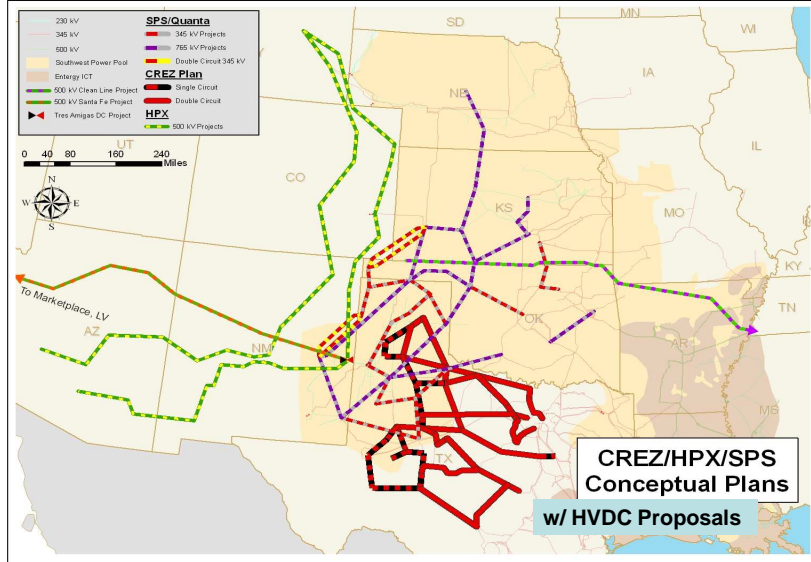 230 kV
345 kV
500 kV
Southwest Power Pool
Entergy ICT
500 kV Clean Line Project
500 kV Santa Fe Project
Tres Amigas DC Project
SPS/Quanta
345 kV Projects
765 kV Projects
Double Circuit 345 kV
CREZ Plan
Single Circuit
Double Circuit
HPX
500 kV Projects
0 40 80 160 240
Miles
N
W E
S
SD
MN
WI
NB
IA
UT
IL
CO
KS
MO
KY
To Marketplace, LV
TN
AZ
NM
OK
AR
MS
TX
CREZ/HPX/SPS
Conceptual Plans
w/ HVDC Proposals